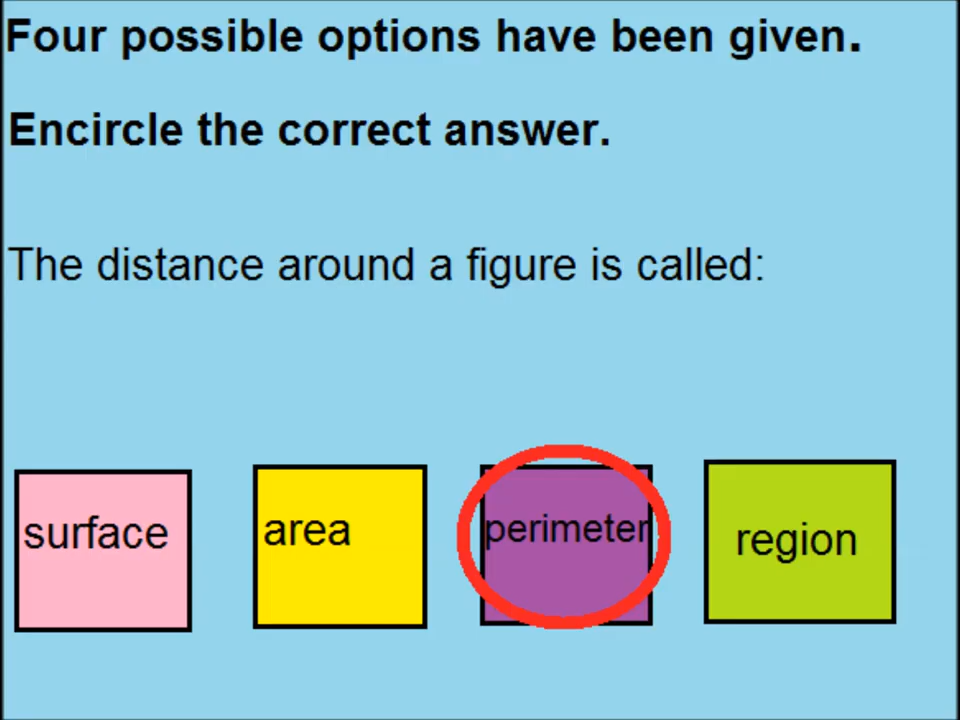 Four possible options have been given.
Encircle the correct answer.
The distance around a figure is called:
surface
area
perimeter
region